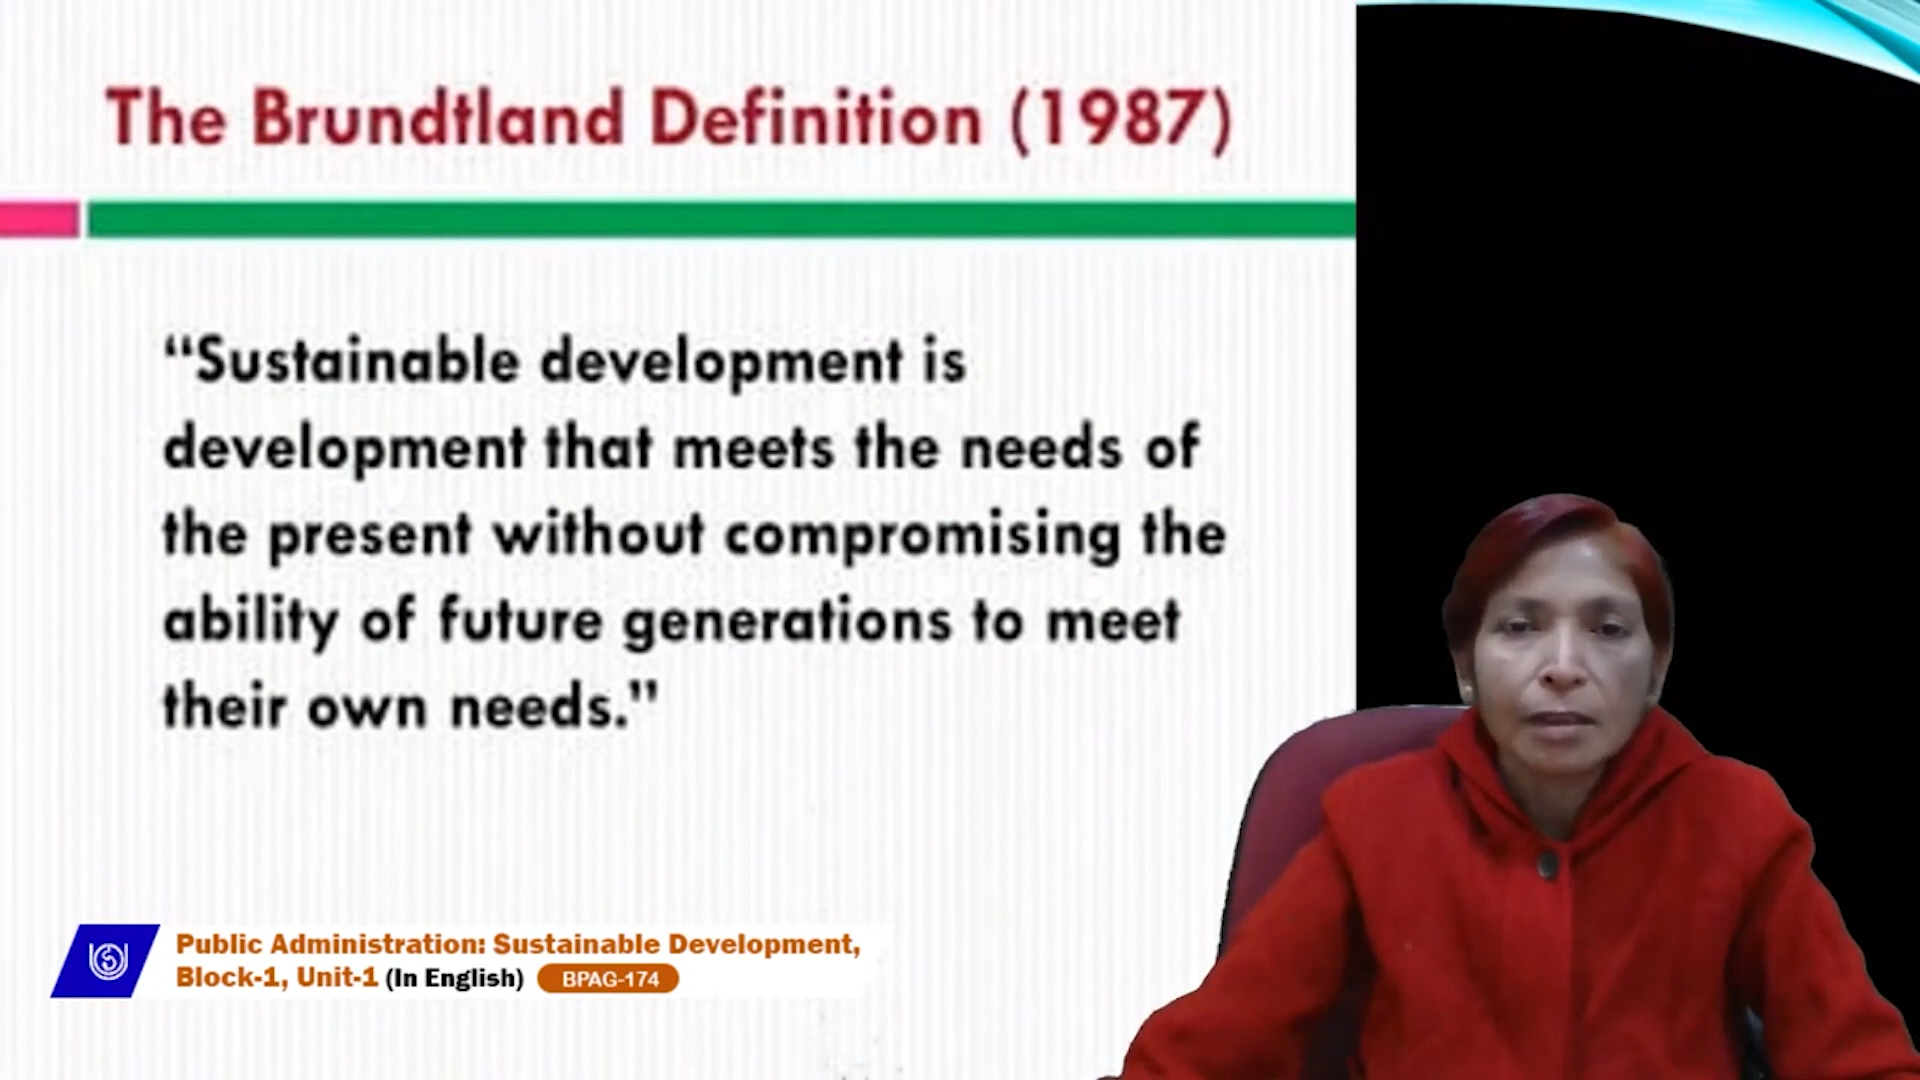 The Brundtland Definition (1987)
“Sustainable development is
development that meets the needs of
the present without compromising the
ability of future generations to meet
their own needs.”
Public Administration: Sustainable Development,
Block-1, Unit-1 (In English) BPAG-174